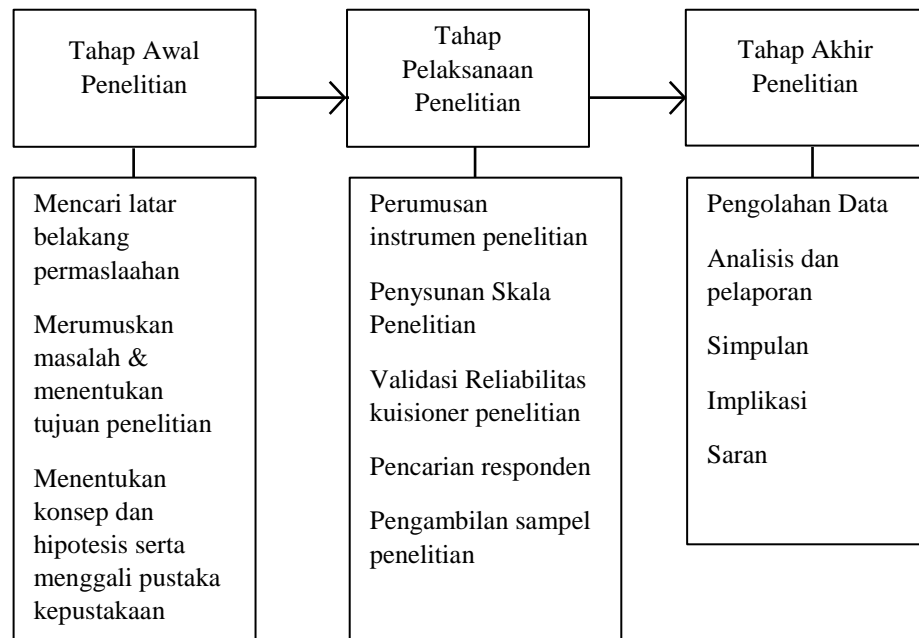 Tahap Awal
Penelitian
Tahap
Pelaksanaan
Penelitian
Tahap Akhir
Penelitian
Mencari latar
belakang
permaslaahan
Merumuskan
masalah &
menentukan
tujuan penelitian
Menentukan
konsep dan
hipotesis serta
menggali pustaka
kepustakaan
Perumusan
instrumen penelitian
Penysunan Skala
Penelitian
Validasi Reliabilitas
kuisioner penelitian
Pencarian responden
Pengambilan sampel
penelitian
Pengolahan Data
Analisis dan
pelaporan
Simpulan
Implikasi
Saran